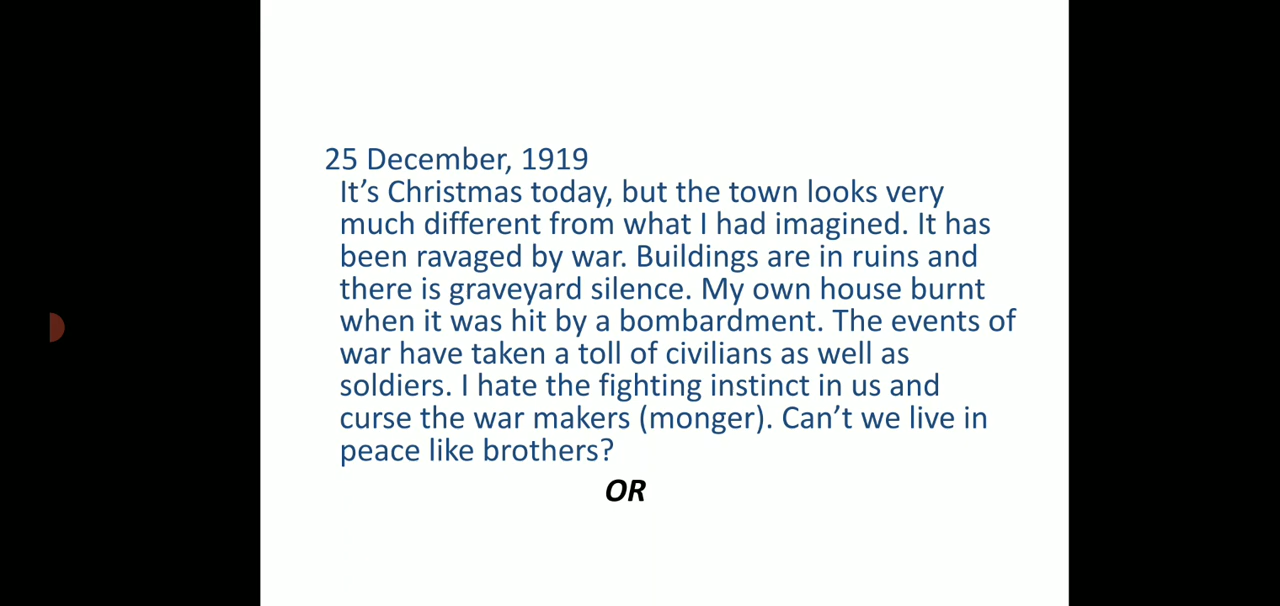 25 December, 1919
It’s Christmas today, but the town looks very
much different from what I had imagined. It has
been ravaged by war. Buildings are in ruins and
there is graveyard silence. My own house burnt
when it was hit by a bombardment. The events of
war have taken a toll of civilians as well as
soldiers. I hate the fighting instinct in us and
curse the war makers (monger). Can’t we live in
peace like brothers?
OR